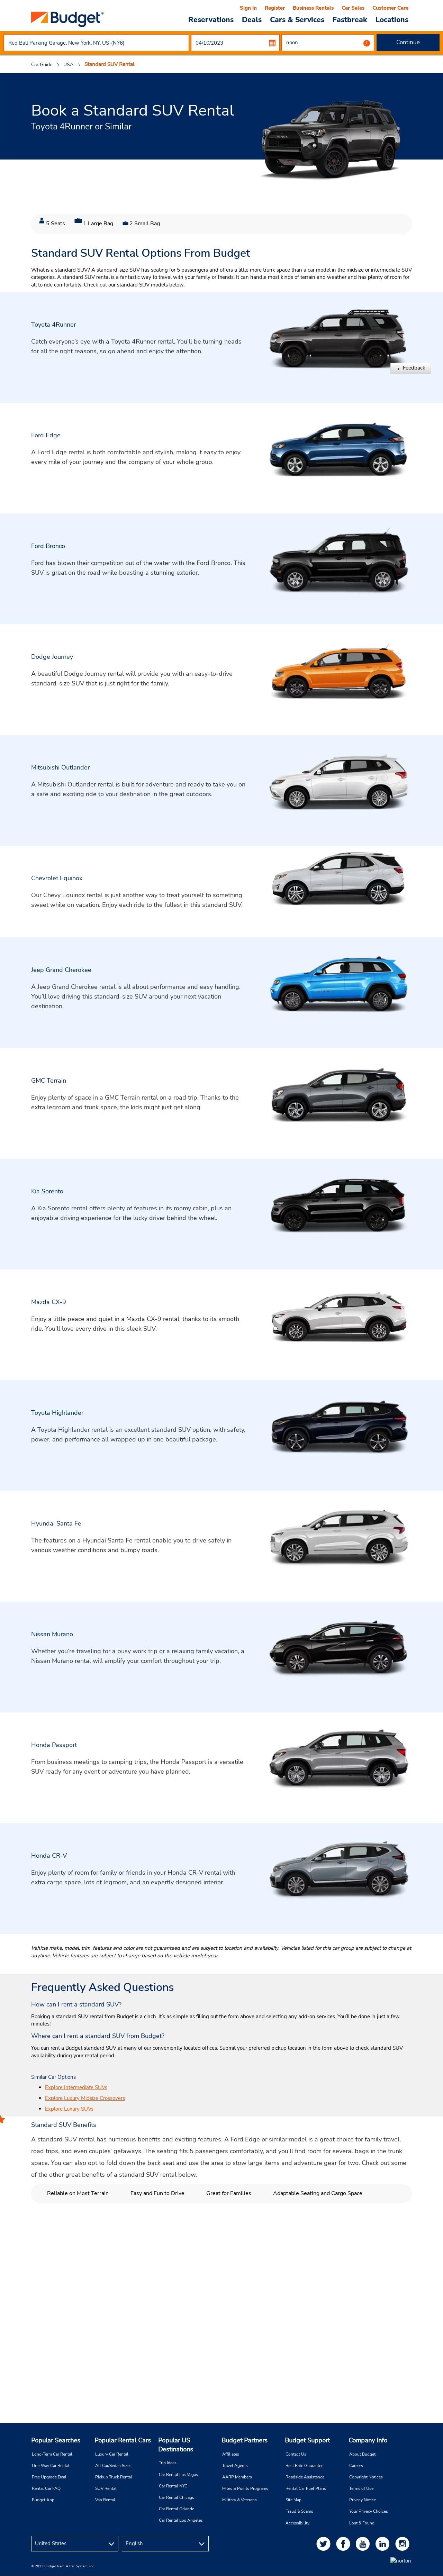 Sign In Register Business Rentals Car Sales Customer Care
Budget
Reservations Deals Cars & Services Fastbreak Locations
Red Ball Parking Garage, New York, NY, US-(NY6)
04/10/2023
noon
Continue
Car Guide > USA > Standard SUV Rental
Book a Standard SUV Rental
Toyota 4Runner or Similar
5 Seats 1 Large Bag 2 Small Bag
Standard SUV Rental Options From Budget
What is a standard SUV? A standard-size SUV has seating for 5 passengers and offers a little more trunk space than a car model in the midsize or intermediate SUV
categories. A standard SUV rental is a fantastic way to travel with your family or friends. It can handle most kinds of terrain and weather and has plenty of room for
all to ride comfortably. Check out our standard SUV models below.
Toyota 4Runner
Catch everyone's eye with a Toyota 4Runner rental. You'll be turning heads
for all the right reasons, so go ahead and enjoy the attention.
[+] Feedback
Ford Edge
A Ford Edge rental is both comfortable and stylish, making it easy to enjoy
every mile of your journey and the company of your whole group.
Ford Bronco
Ford has blown their competition out of the water with the Ford Bronco. This
SUV is great on the road while boasting a stunning exterior.
Dodge Journey
A beautiful Dodge Journey rental will provide you with an easy-to-drive
standard-size SUV that is just right for the family.
Mitsubishi Outlander
A Mitsubishi Outlander rental is built for adventure and ready to take you on
a safe and exciting ride to your destination in the great outdoors.
Chevrolet Equinox
Our Chevy Equinox rental is just another way to treat yourself to something
sweet while on vacation. Enjoy each ride to the fullest in this standard SUV.
Jeep Grand Cherokee
A Jeep Grand Cherokee rental is all about performance and easy handling.
You'll love driving this standard-size SUV around your next vacation
destination.
GMC Terrain
Enjoy plenty of space in a GMC Terrain rental on a road trip. Thanks to the
extra legroom and trunk space, the kids might just get along.
Kia Sorento
A Kia Sorento rental offers plenty of features in its roomy cabin, plus an
enjoyable driving experience for the lucky driver behind the wheel.
Mazda CX-9
Enjoy a little peace and quiet in a Mazda CX-9 rental, thanks to its smooth
ride. You'll love every drive in this sleek SUV.
Toyota Highlander
A Toyota Highlander rental is an excellent standard SUV option, with safety,
power, and performance all wrapped up in one beautiful package.
Hyundai Santa Fe
The features on a Hyundai Santa Fe rental enable you to drive safely in
various weather conditions and bumpy roads.
Nissan Murano
Whether you're traveling for a busy work trip or a relaxing family vacation, a
Nissan Murano rental will amplify your comfort throughout your trip.
Honda Passport
From business meetings to camping trips, the Honda Passport is a versatile
SUV ready for any event or adventure you have planned.
Honda CR-V
Enjoy plenty of room for family or friends in your Honda CR-V rental with
extra cargo space, lots of legroom, and an expertly designed interior.
Vehicle make, model, trim, features and color are not guaranteed and are subject to location and availability. Vehicles listed for this car group are subject to change at
anytime. Vehicle features are subject to change based on the vehicle model-year.
Frequently Asked Questions
How can I rent a standard SUV?
Booking a standard SUV rental from Budget is a cinch. It's as simple as filling out the form above and selecting any add-on services. You'll be done in just a few
minutes!
Where can I rent a standard SUV from Budget?
You can rent a Budget standard SUV at many of our conveniently located offices. Submit your preferred pickup location in the form above to check standard SUV
availability during your rental period.
Similar Car Options
Explore Intermediate SUVs
Explore Luxury Midsize Crossovers
Explore Luxury SUVs
Standard SUV Benefits
A standard SUV rental has numerous benefits and exciting features. A Ford Edge or similar model is a great choice for family travel,
road trips, and even couples' getaways. The seating fits 5 passengers comfortably, and you'll find room for several bags in the trunk
space. You can also opt to fold down the back seat and use the area to stow large items and adventure gear for two. Check out some
of the other great benefits of a standard SUV rental below.
Reliable on Most Terrain Easy and Fun to Drive Great for Families Adaptable Seating and Cargo Space
Popular Searches
Long-Term Car Rental
One-Way Car Rental
Free Upgrade Deal
Rental Car FAQ
Budget App
Popular Rental Cars
Luxury Car Rental
All Car/Sedan Sizes
Pickup Truck Rental
SUV Rental
Van Rental
Popular US
Destinations
Trip Ideas
Car Rental Las Vegas
Car Rental NYC
Car Rental Chicago
Car Rental Orlando
Car Rental Los Angeles
Budget Partners
Affiliates
Travel Agents
AARP Members
Miles & Points Programs
Military & Veterans
Budget Support
Contact Us
Best Rate Guarantee
Roadside Assistance
Rental Car Fuel Plans
Site Map
Fraud & Scams
Accessibility
Company Info
About Budget
Careers
Copyright Notices
Terms of Use
Privacy Notice
Your Privacy Choices
Lost & Found
United States
English
norton
© 2023 Budget Rent A Car System, Inc.